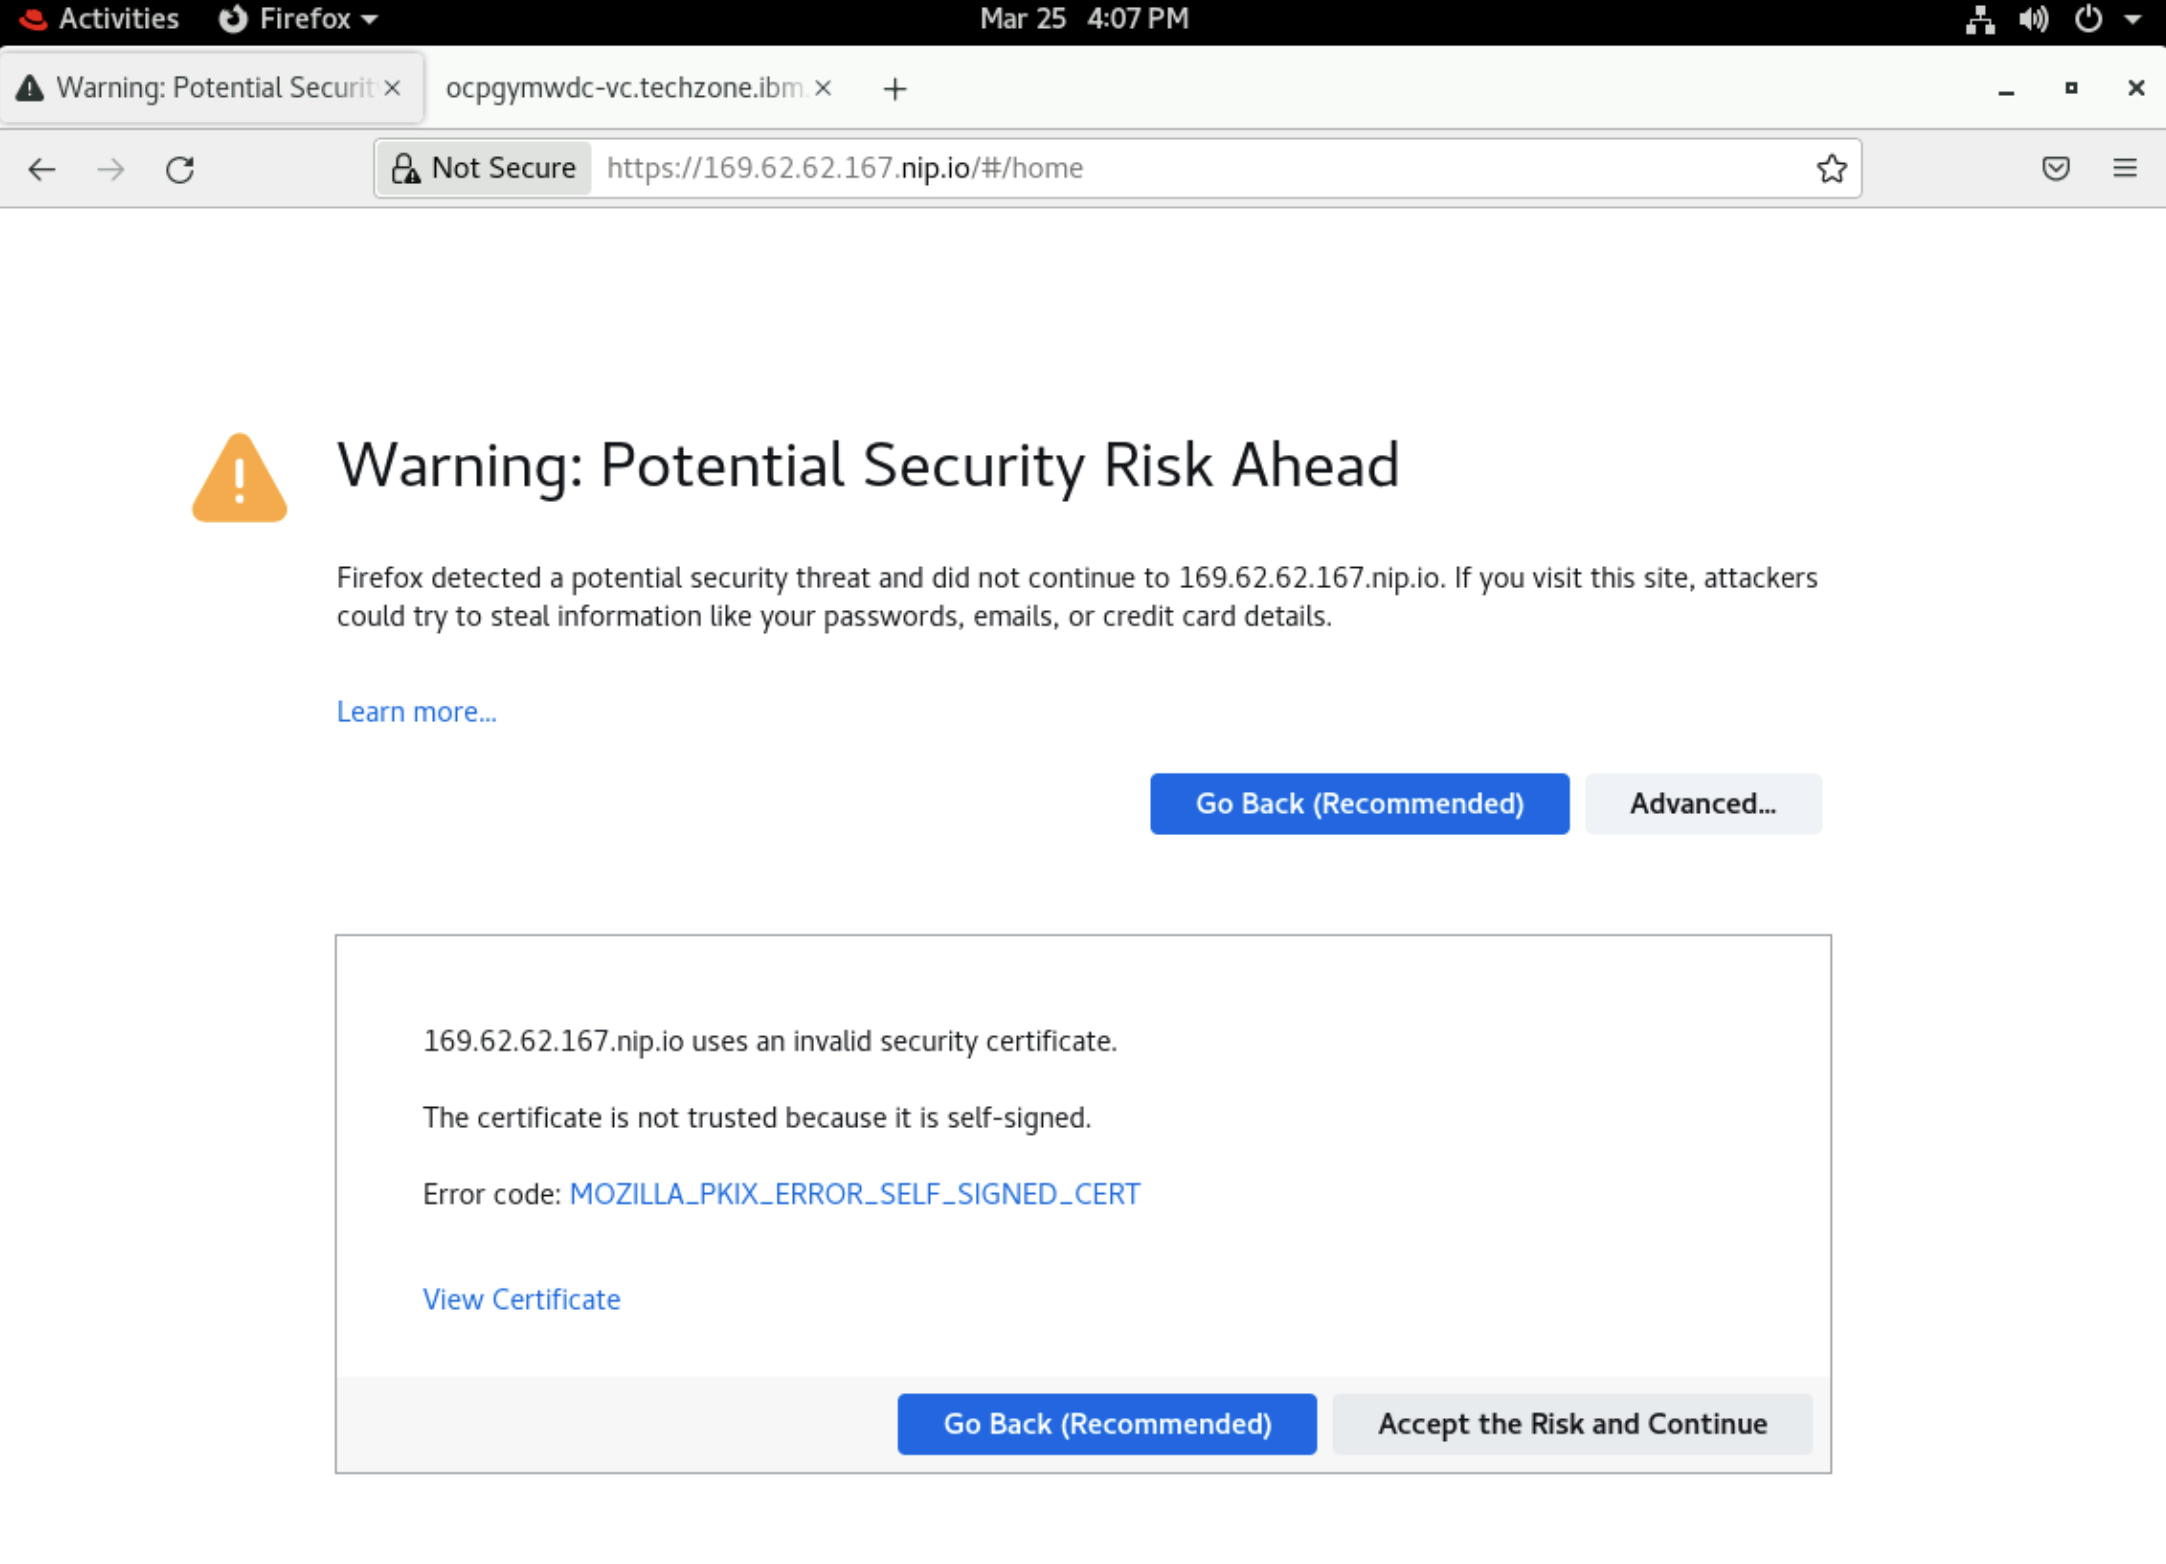 Activities Firefox Mar 25 4:07 PM
Warning: Potential Securit ocpgymwdc-vc.techzone.ibm.
Not Secure https://169.62.62.167.nip.io/#/home
Warning: Potential Security Risk Ahead
Firefox detected a potential security threat and did not continue to 169.62.62.167.nip.io. If you visit this site, attackers
could try to steal information like your passwords, emails, or credit card details.
Learn more...
Go Back (Recommended) Advanced...
169.62.62.167.nip.io uses an invalid security certificate.
The certificate is not trusted because it is self-signed.
Error code: MOZILLA_PKIX_ERROR_SELF_SIGNED_CERT
View Certificate
Go Back (Recommended) Accept the Risk and Continue